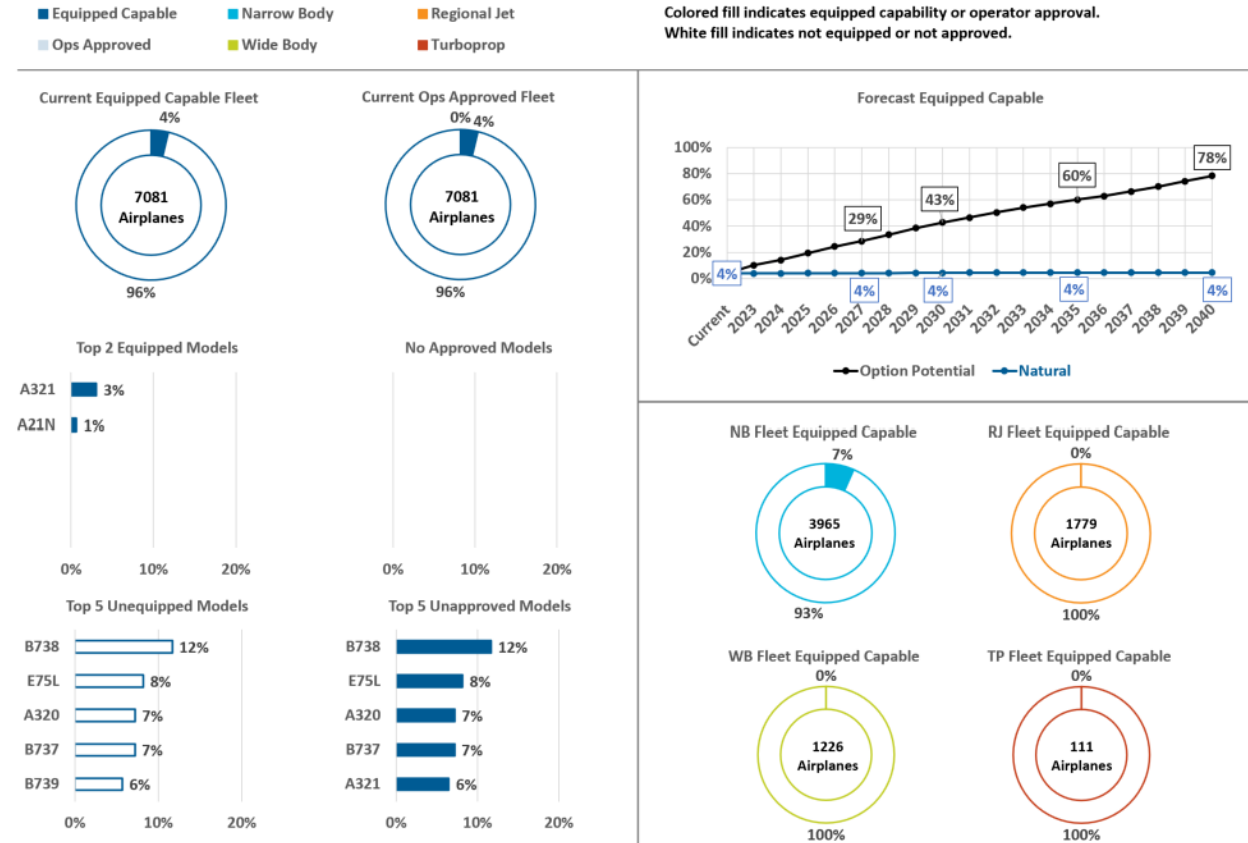 Equipped Capable
Narrow Body
Regional Jet
Ops Approved
Wide Body
Turboprop
Colored fill indicates equipped capability or operator approval.
White fill indicates not equipped or not approved.
Current Equipped Capable Fleet
4%
7081
Airplanes
96%
Current Ops Approved Fleet
0% 4%
7081
Airplanes
96%
Top 2 Equipped Models
A321 3%
A21N 1%
0% 10% 20%
No Approved Models
0% 10% 20%
Top 5 Unequipped Models
B738 12%
E75L 8%
A320 7%
B737 7%
B739 6%
0% 10% 20%
Top 5 Unapproved Models
B738 12%
E75L 8%
A320 7%
B737 7%
A321 6%
0% 10% 20%
Forecast Equipped Capable
100%
80%
60%
40%
20%
0%
29%
43%
60%
78%
4%
4%
4%
4%
4%
Current 2023 2024 2025 2026 2027 2028 2029 2030 2031 2032 2033 2034 2035 2036 2037 2038 2039 2040
Option Potential Natural
NB Fleet Equipped Capable
7%
3965
Airplanes
93%
RJ Fleet Equipped Capable
0%
1779
Airplanes
100%
WB Fleet Equipped Capable
0%
1226
Airplanes
100%
TP Fleet Equipped Capable
0%
111
Airplanes
100%